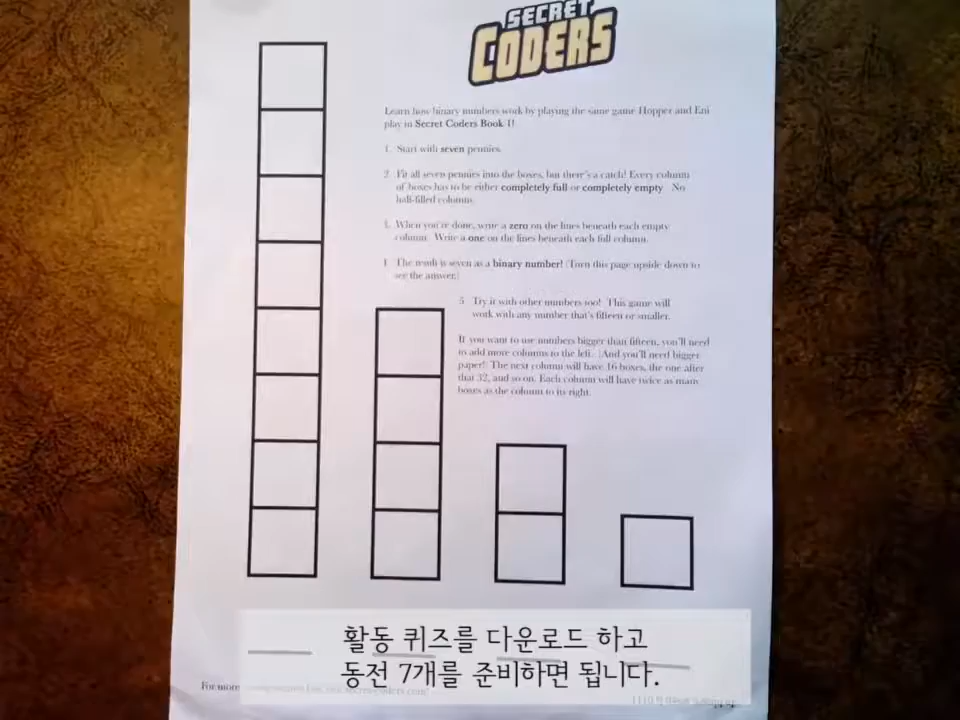 SECRET
CODERS
Learn how binary numbers work by playing the same game Hopper and Eni
play in Secret Coders Book 1!
1. Start with seven pennies.
2. Fit all seven pennies into the boxes, but there's a catch! Every column
of boxes has to be either completely full or completely empty. No
half-filled columns.
3. When you're done, write a zero on the lines beneath each empty
column. Write a one on the lines beneath each full column.
4. The result is seven as a binary number! (Turn this page upside down to
see the answer.)
5. Try it with other numbers too! This game will
work with any number that's fifteen or smaller.
If you want to use numbers bigger than fifteen, you'll need
to add more columns to the left. (And you'll need bigger
paper!) The next column will have 16 boxes, the one after
that 32, and so on. Each column will have twice as many
boxes as the column to its right.
활동 퀴즈를 다운로드 하고
동전 7개를 준비하면 됩니다.
For more